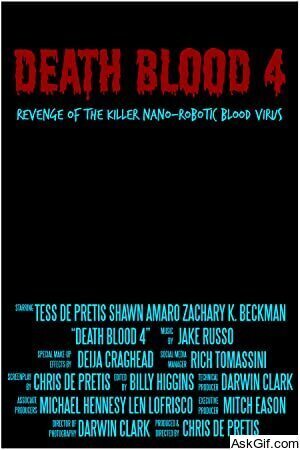 DEATH BLOOD 4
REVENGE OF THE KILLER NANO-ROBOTIC BLOOD VIRUS
STARRING TESS DE PRETIS SHAWN AMARO ZACHARY K. BECKMAN
"DEATH BLOOD 4" MUSIC BY JAKE RUSSO
SPECIAL MAKE-UP EFFECTS BY DEIJA CRAGHEAD SOCIAL MEDIA MANAGER RICH TOMASSINI
SCREENPLAY BY CHRIS DE PETIS EDITED BY BILLY HIGGINS TECHNICAL PRODUCER DARWIN CLARK
ASSOCIATE PRODUCERS MICHAEL HENNESY LEN LOFRISCO EXECUTIVE PRODUCER MITCH EASON
DIRECTOR OF PHOTOGRAPHY DARWIN CLARK PRODUCED & DIRECTED BY CHRIS DE PETIS
AskGif.com